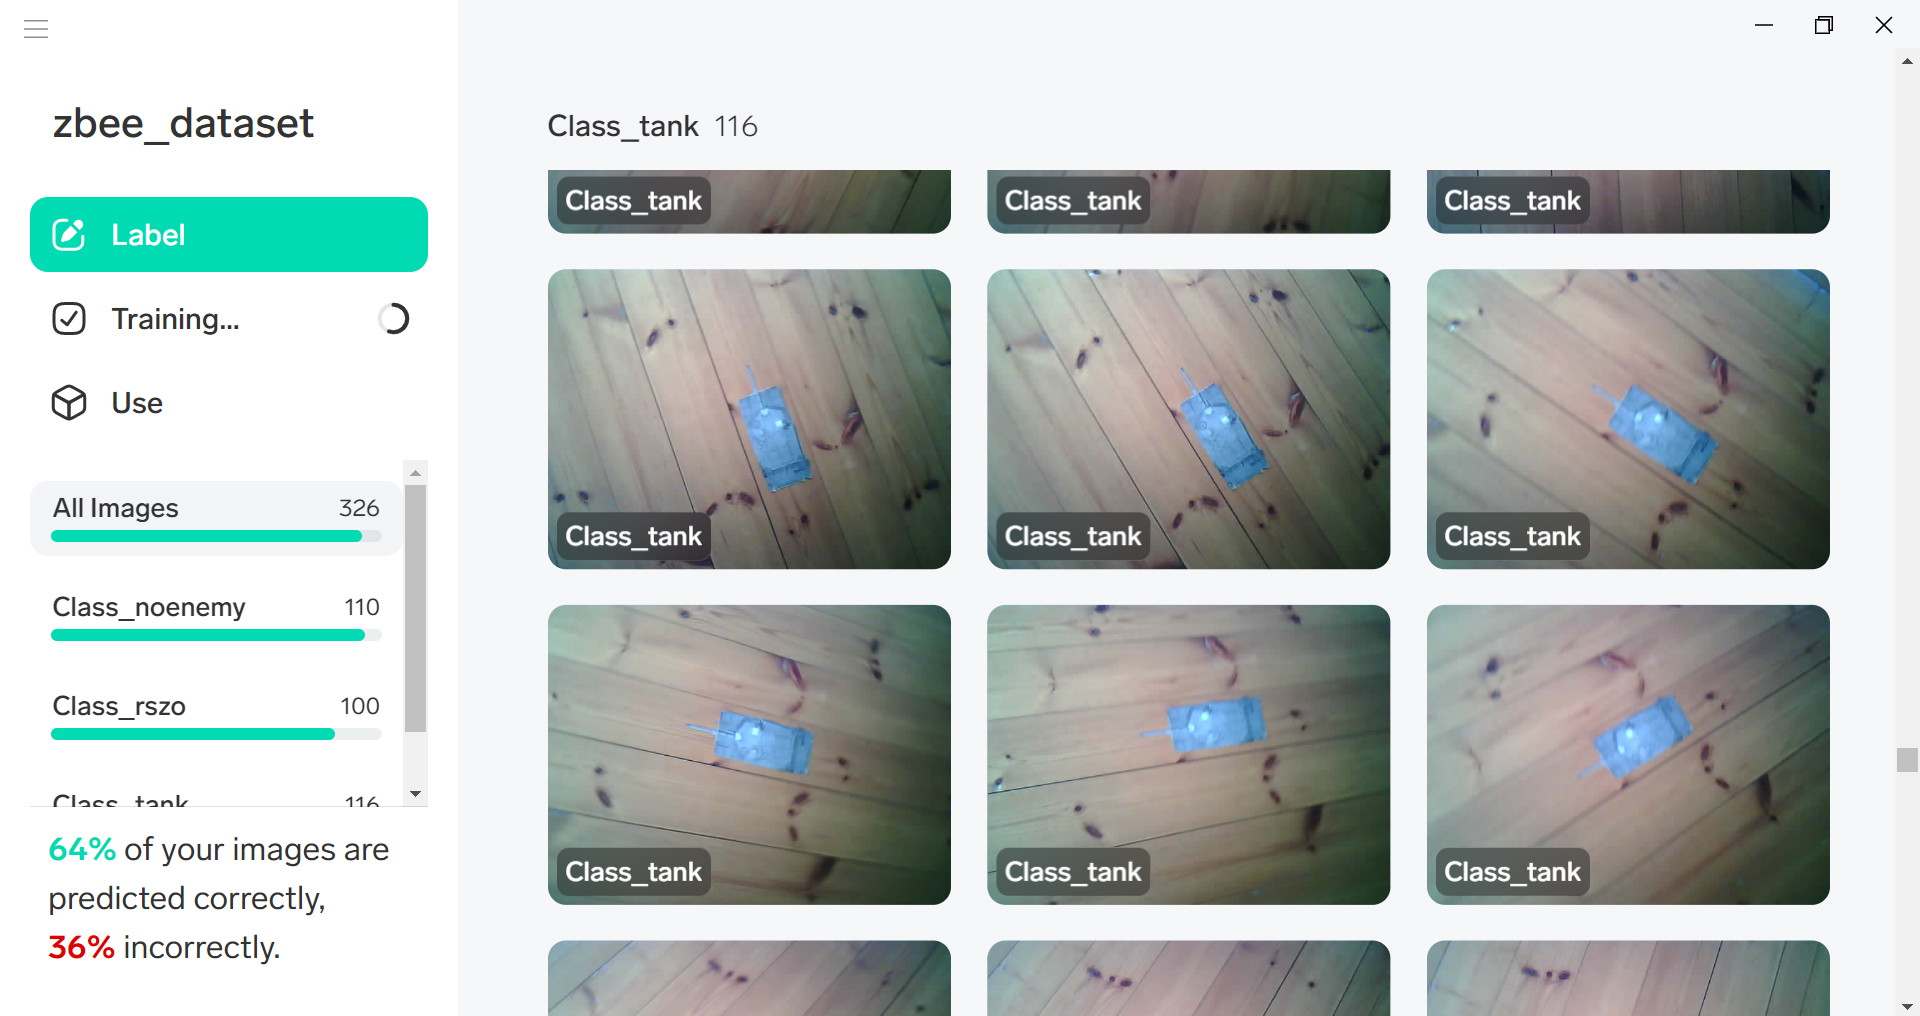 zbee_dataset
Label
Training...
Use
All Images 326
Class_noenemy 110
Class_rszo 100
Class_tank 116
64% of your images are
predicted correctly,
36% incorrectly.
Class_tank 116
Class_tank Class_tank Class_tank
Class_tank Class_tank Class_tank
Class_tank Class_tank Class_tank